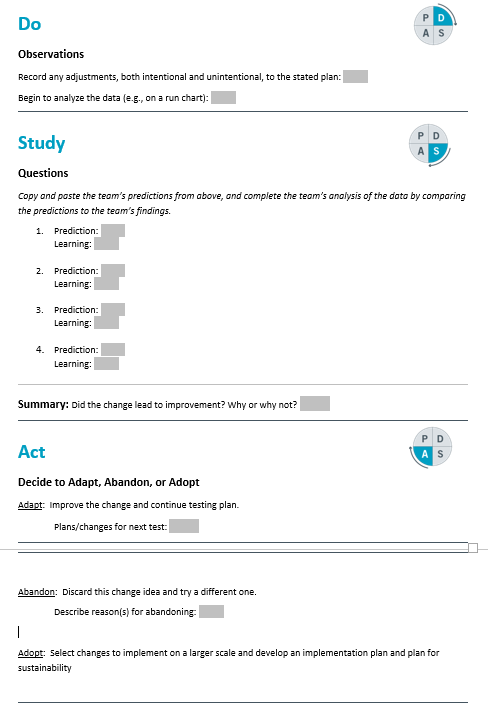 Do
P D
A S
Observations
Record any adjustments, both intentional and unintentional, to the stated plan:
Begin to analyze the data (e.g., on a run chart):
Study
P D
A S
Questions
Copy and paste the team's predictions from above, and complete the team's analysis of the data by comparing
the predictions to the team's findings.
1. Prediction:
Learning:
2. Prediction:
Learning:
3. Prediction:
Learning:
4. Prediction:
Learning:
Summary: Did the change lead to improvement? Why or why not?
Act
P D
A S
Decide to Adapt, Abandon, or Adopt
Adapt: Improve the change and continue testing plan.
Plans/changes for next test:
Abandon: Discard this change idea and try a different one.
Describe reason(s) for abandoning:
Adopt: Select changes to implement on a larger scale and develop an implementation plan and plan for
sustainability